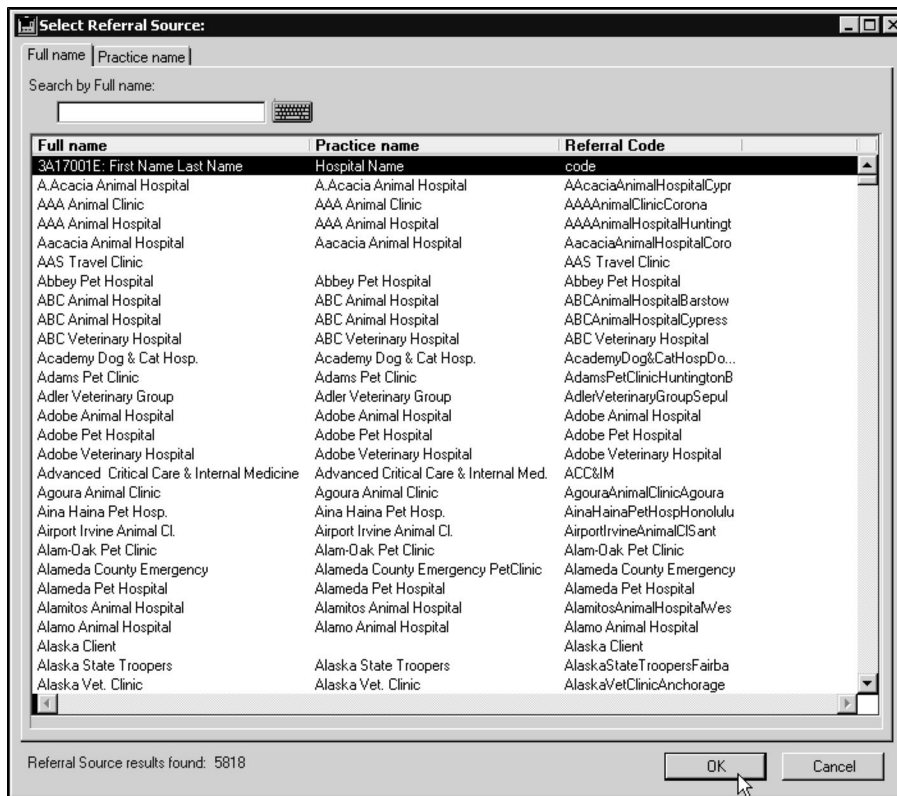 Select Referral Source:
Full name Practice name
Search by Full name:
Full name Practice name Referral Code
3A17001E: First Name Last Name Hospital Name code
A.Acacia Animal Hospital A.Acacia Animal Hospital AAcaciaAnimalHospitalCypr
AAA Animal Clinic AAA Animal Clinic AAAAnimalClinicCorona
AAA Animal Hospital AAA Animal Hospital AAAAnimalHospitalHuntingt
Aacacia Animal Hospital Aacacia Animal Hospital AacaciaAnimalHospitalCoro
AAS Travel Clinic AAS Travel Clinic
Abbey Pet Hospital Abbey Pet Hospital Abbey Pet Hospital
ABC Animal Hospital ABC Animal Hospital ABCAnimalHospitalBarstow
ABC Animal Hospital ABC Animal Hospital ABCAnimalHospitalCypress
ABC Veterinary Hospital ABC Veterinary Hospital ABC Veterinary Hospital
Academy Dog & Cat Hosp. Academy Dog & Cat Hosp. AcademyDog&CatHospDo...
Adams Pet Clinic Adams Pet Clinic AdamsPetClinicHuntingtonB
Adler Veterinary Group Adler Veterinary Group AdlerVeterinaryGroupSepul
Adobe Animal Hospital Adobe Animal Hospital Adobe Animal Hospital
Adobe Pet Hospital Adobe Pet Hospital Adobe Pet Hospital
Adobe Veterinary Hospital Adobe Veterinary Hospital Adobe Veterinary Hospital
Advanced Critical Care & Internal Medicine Advanced Critical Care & Internal Med. ACC&IM
Agoura Animal Clinic Agoura Animal Clinic AgouraAnimalClinicAgoura
Aina Haina Pet Hosp. Aina Haina Pet Hosp. AinaHainaPetHospHonolulu
Airport Irvine Animal Cl. Airport Irvine Animal Cl. AirportIrvineAnimalClSant
Alam-Oak Pet Clinic Alam-Oak Pet Clinic Alam-Oak Pet Clinic
Alameda County Emergency Alameda County Emergency PetClinic Alameda County Emergency
Alameda Pet Hospital Alameda Pet Hospital Alameda Pet Hospital
Alamitos Animal Hospital Alamitos Animal Hospital AlamitosAnimalHospitalWes
Alamo Animal Hospital Alamo Animal Hospital Alamo Animal Hospital
Alaska Client Alaska Client
Alaska State Troopers Alaska State Troopers AlaskaStateTroopersFairba
Alaska Vet. Clinic Alaska Vet. Clinic AlaskaVetClinicAnchorage
Referral Source results found: 5818
OK Cancel